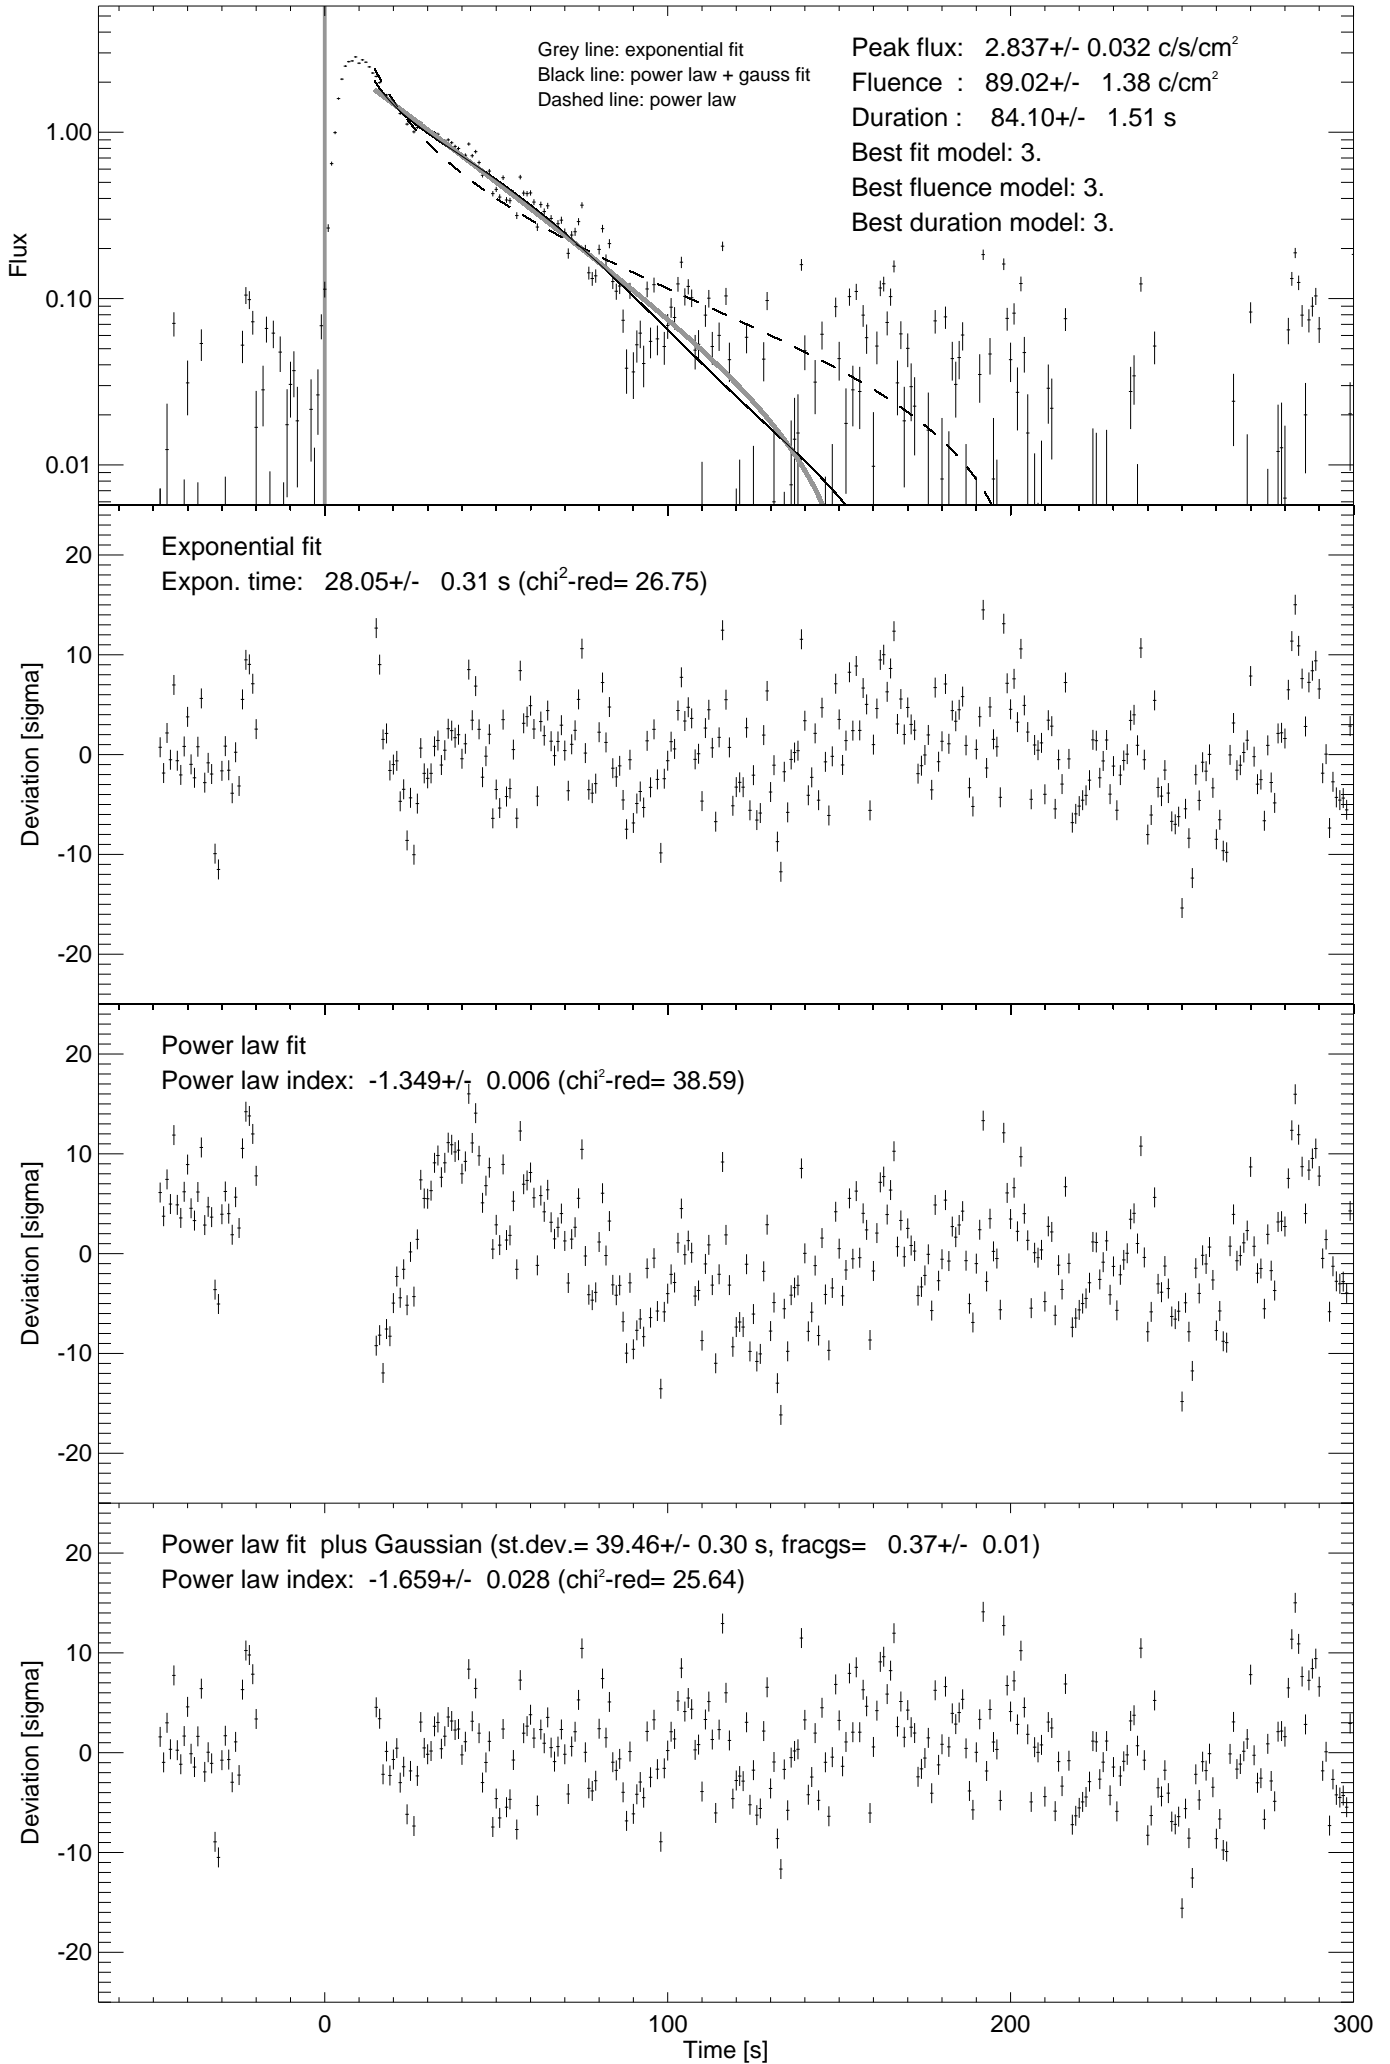 Grey line: exponential fit
Black line: power law + gauss fit
Dashed line: power law
Peak flux: 2.837+/- 0.032 c/s/cm²
Fluence : 89.02+/- 1.38 c/cm²
Duration : 84.10+/- 1.51 s
Best fit model: 3.
Best fluence model: 3.
Best duration model: 3.
1.00
0.10
0.01
Flux
Exponential fit
Expon. time: 28.05+/- 0.31 s (chi²-red= 26.75)
20
10
0
-10
-20
Deviation [sigma]
Power law fit
Power law index: -1.349+/- 0.006 (chi²-red= 38.59)
20
10
0
-10
-20
Deviation [sigma]
Power law fit plus Gaussian (st.dev.= 39.46+/- 0.30 s, fracgs= 0.37+/- 0.01)
Power law index: -1.659+/- 0.028 (chi²-red= 25.64)
20
10
0
-10
-20
Deviation [sigma]
0 100 200 300
Time [s]